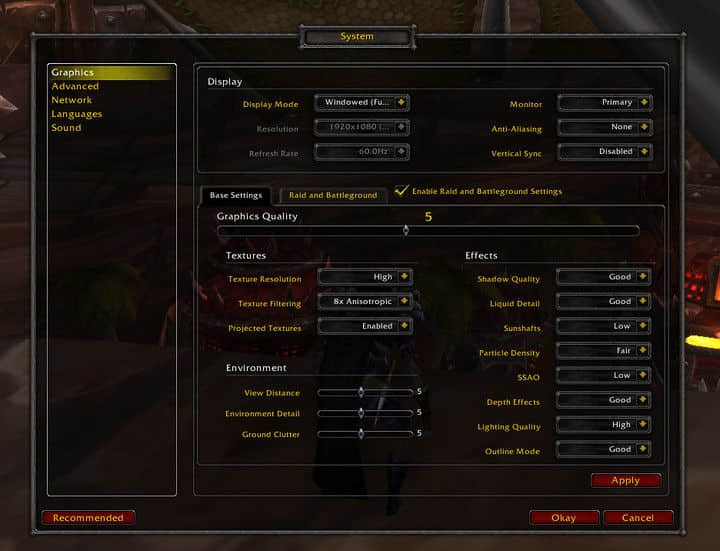 System
Graphics
Advanced
Network
Languages
Sound
Display
Display Mode Windowed (Fu...
Monitor Primary
Resolution 1920x1080 (...
Anti-Aliasing None
Refresh Rate 60.0Hz
Vertical Sync Disabled
Base Settings
Raid and Battleground
Enable Raid and Battleground Settings
Graphics Quality 5
Textures
Texture Resolution High
Texture Filtering 8x Anisotropic
Projected Textures Enabled
Environment
View Distance 5
Environment Detail 5
Ground Clutter 5
Effects
Shadow Quality Good
Liquid Detail Good
Sunshafts Low
Particle Density Fair
SSAO Low
Depth Effects Good
Lighting Quality High
Outline Mode Good
Apply
Recommended
Okay
Cancel